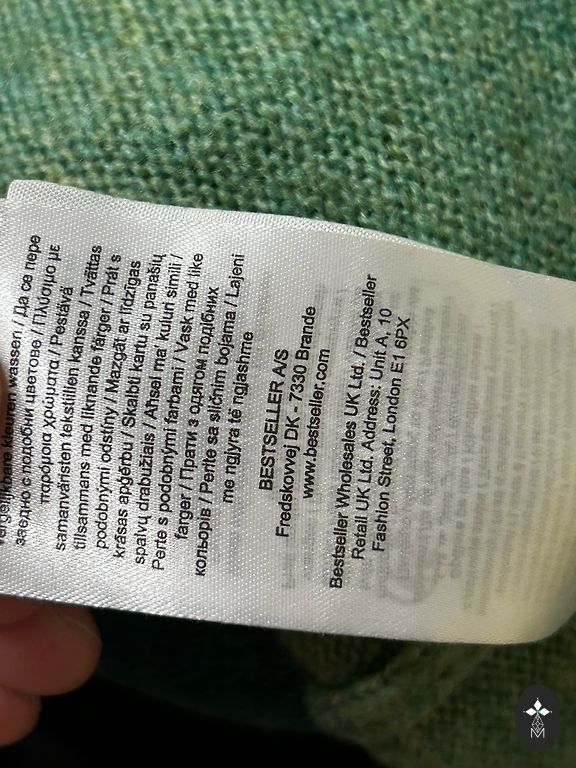 vergelijkbare kleuren wassen / Да се пере
заедно с подобни цветове / Πλύσιμο με
παρόμοια χρώματα / Pestävä
samanväristen tekstiilien kanssa / Tvättas
tillsammans med liknande färger / Prát s
podobnými odstíny / Mazgāt ar līdzīgas
krāsas apģērbu / Skalbti kartu su panašių
spalvų drabužiais / Ahsel ma' kuluri simili /
Perte s podobnými farbami / Vask med like
farger / Прати з одягом подібних
кольорів / Perite sa sličnim bojama / Lajeni
me ngjyra të ngjashme
BESTSELLER A/S
Fredskovvej DK - 7330 Brande
www.bestseller.com
Bestseller Wholesales UK Ltd. / Bestseller
Retail UK Ltd. Address: Unit A, 10
Fashion Street, London E1 6PX